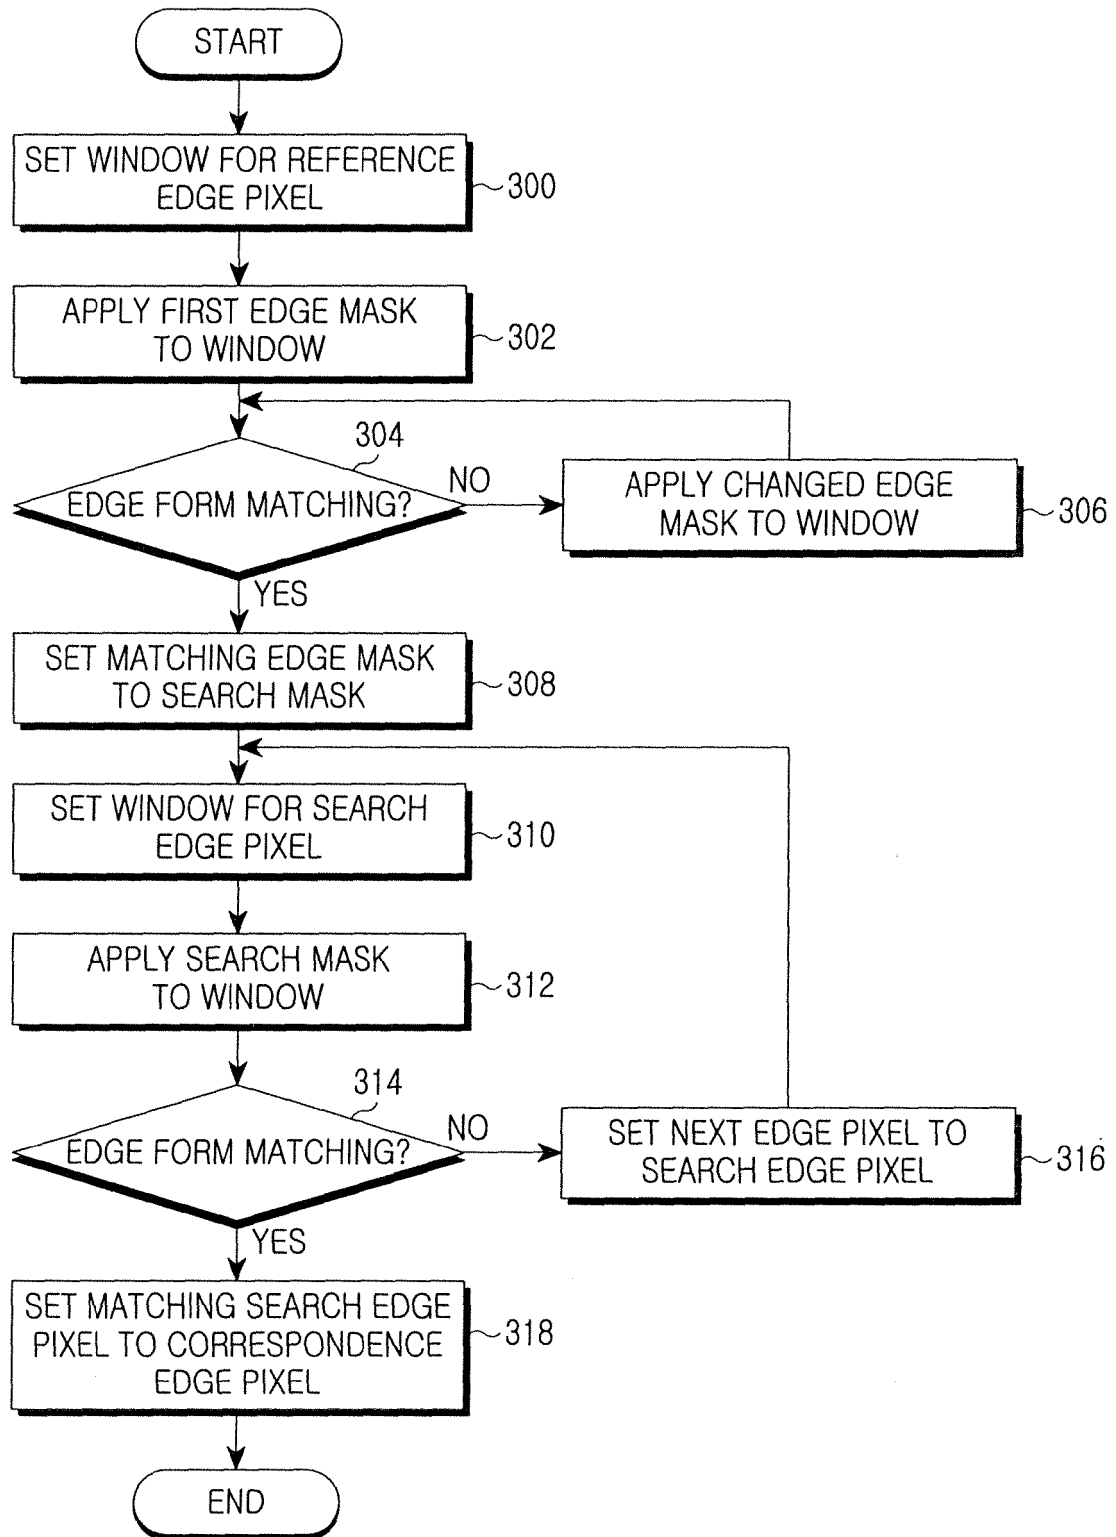 START
SET WINDOW FOR REFERENCE
EDGE PIXEL
300
APPLY FIRST EDGE MASK
TO WINDOW
302
304
EDGE FORM MATCHING?
NO
APPLY CHANGED EDGE
MASK TO WINDOW
306
YES
SET MATCHING EDGE MASK
TO SEARCH MASK
308
SET WINDOW FOR SEARCH
EDGE PIXEL
310
APPLY SEARCH MASK
TO WINDOW
312
314
EDGE FORM MATCHING?
NO
SET NEXT EDGE PIXEL TO
SEARCH EDGE PIXEL
316
YES
SET MATCHING SEARCH EDGE
PIXEL TO CORRESPONDENCE
EDGE PIXEL
318
END